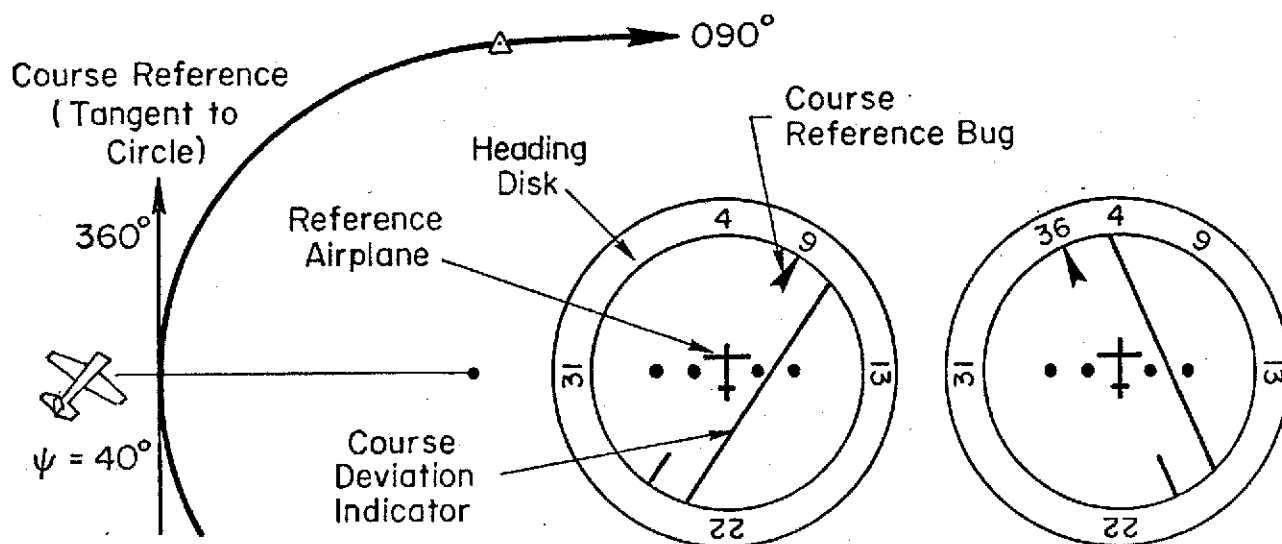 090°
Course Reference
(Tangent to
Circle)
360°
ψ = 40°
Heading
Disk
Reference
Airplane
Course
Deviation
Indicator
Course
Reference Bug
4
9
13
22
31
36
4
9
13
22
31